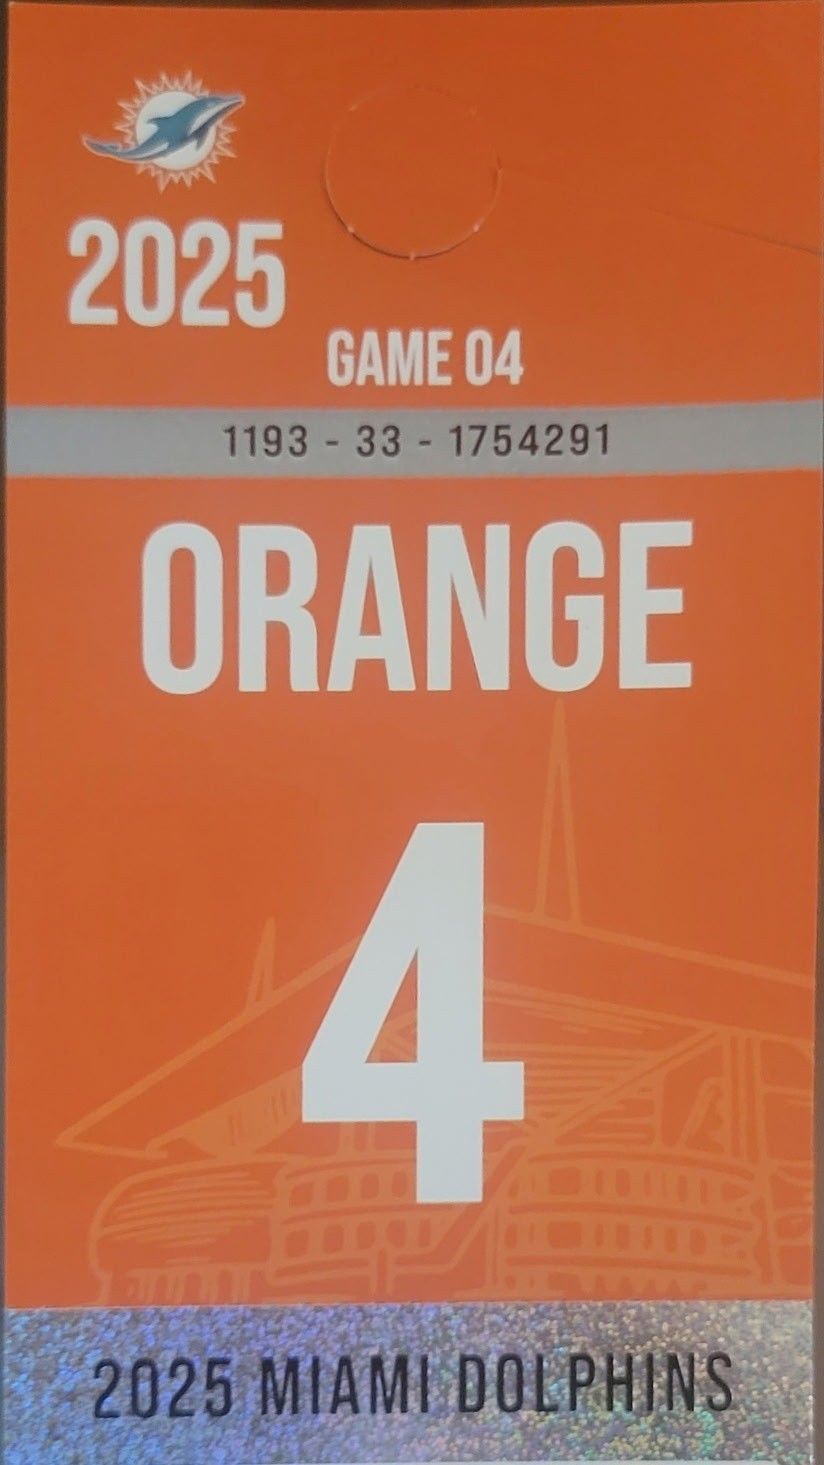 2025
GAME 04
1193 - 33 - 1754291
ORANGE
4
2025 MIAMI DOLPHINS